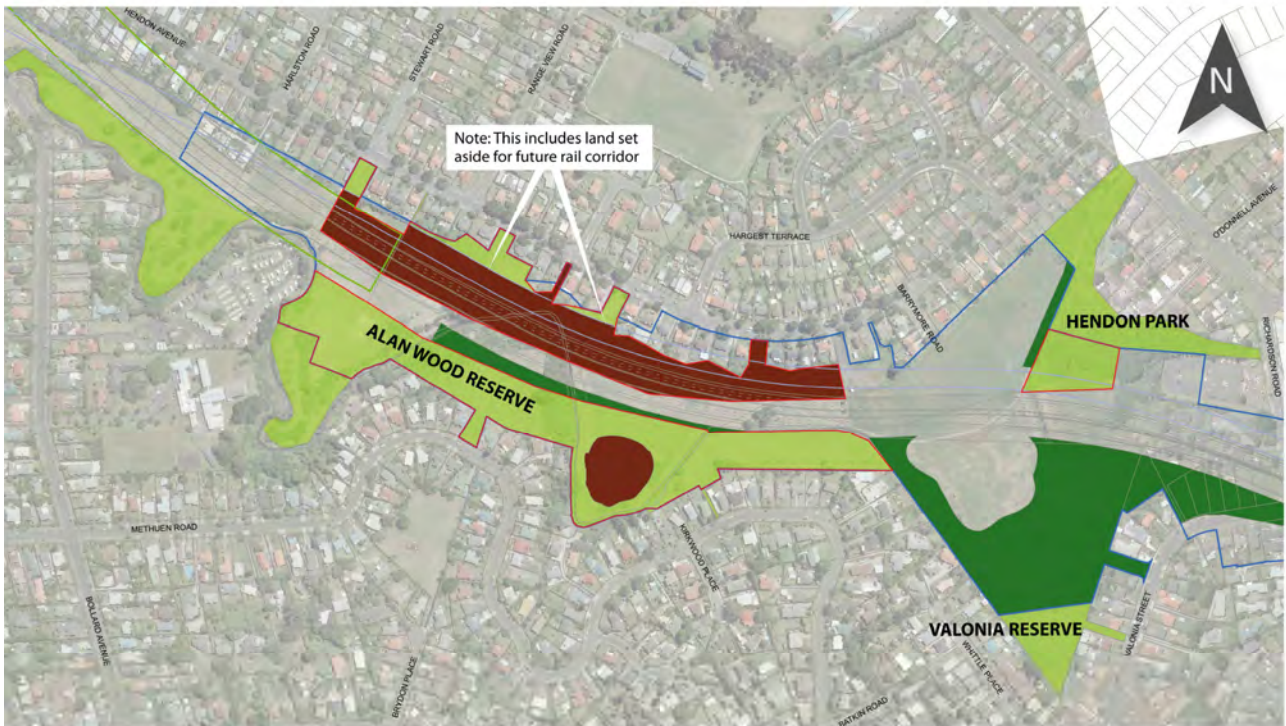 HENDON AVENUE
HARLSTON ROAD
STEWART ROAD
RANGE VIEW ROAD
N
Note: This includes land set
aside for future rail corridor
O'DONNELL AVENUE
HARGEST TERRACE
BARRYMORE ROAD
HENDON PARK
RICHARDSON ROAD
ALAN WOOD RESERVE
METHUEN ROAD
KIRKWOOD PLACE
BOLLARD AVENUE
VALONIA STREET
VALONIA RESERVE
WHITTLE PLACE
BRYDON PLACE
BATKIN ROAD